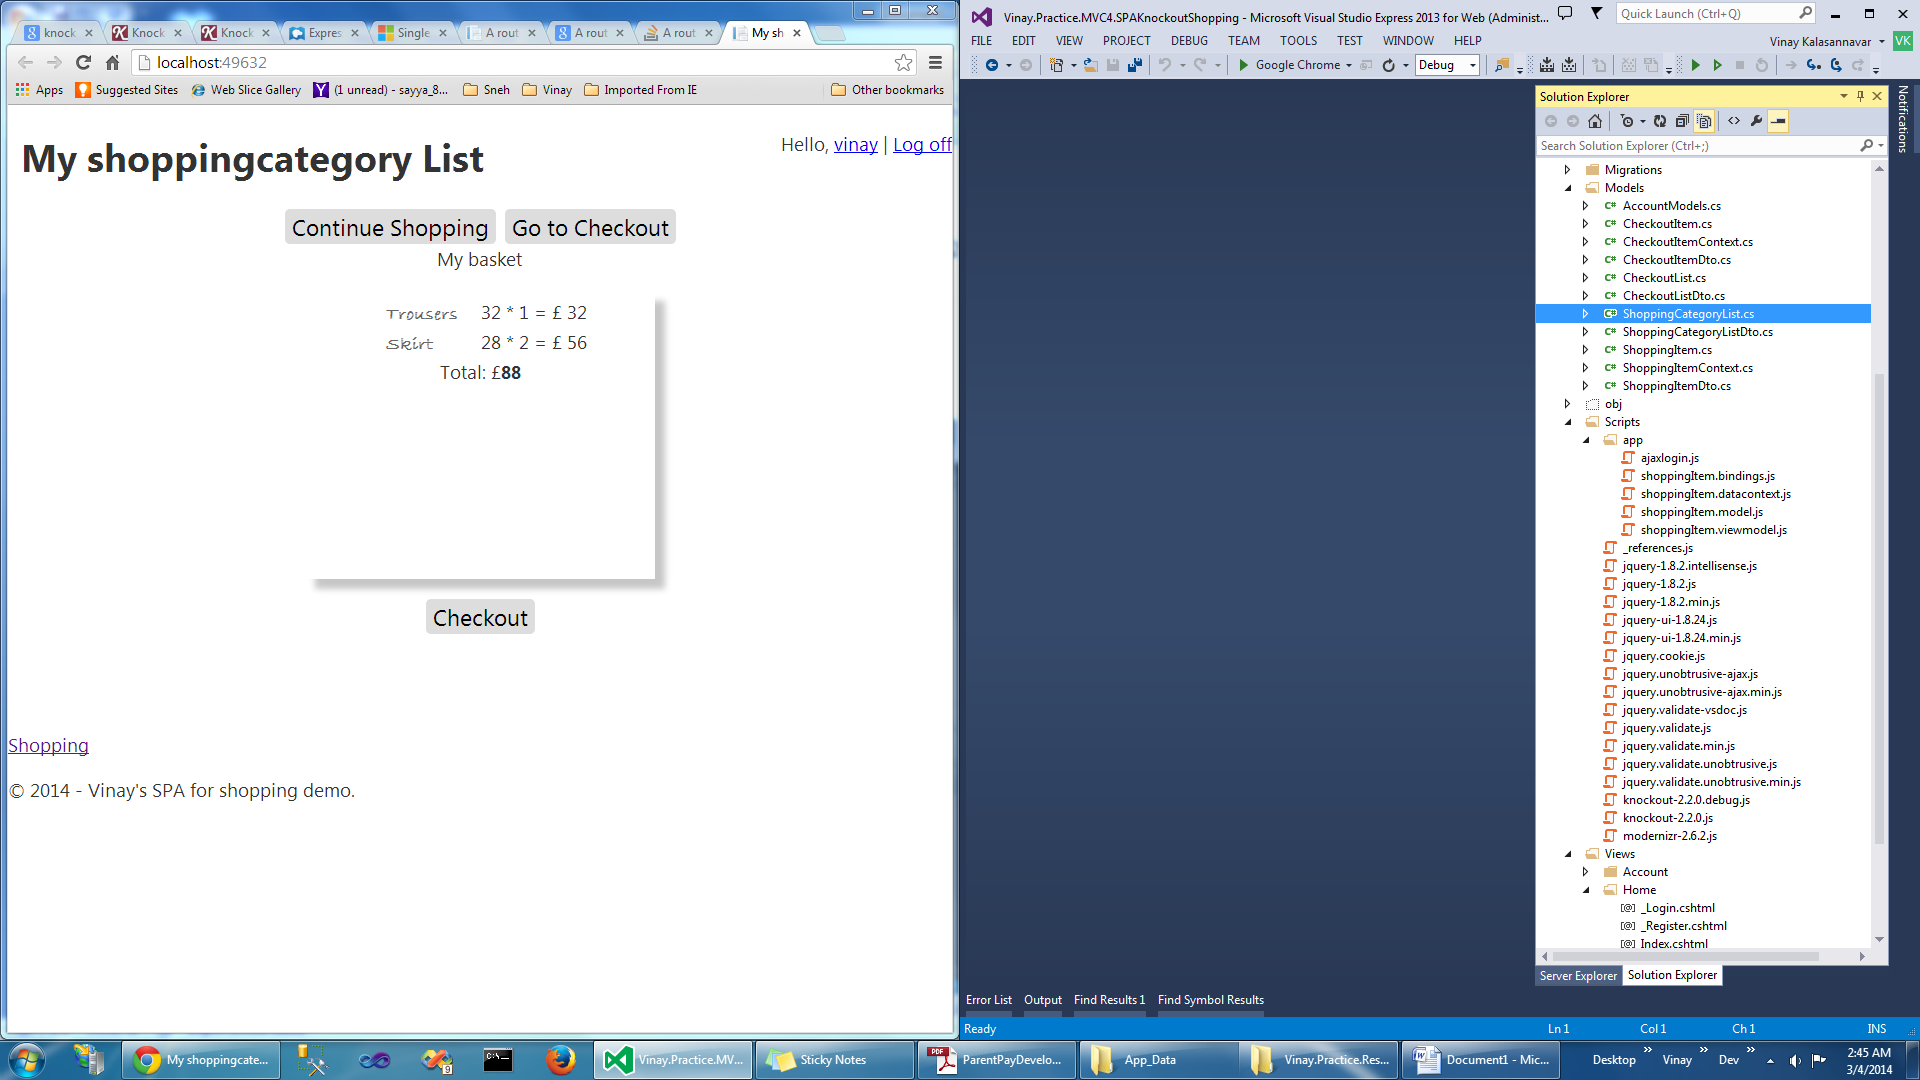 knock
Knock
Knock
Expres
Single
A rout
A rout
A rout
My sh
localhost:49632
Apps
Suggested Sites
Web Slice Gallery
(1 unread) - sayya_8...
Sneh
Vinay
Imported From IE
Other bookmarks
My shoppingcategory List
Hello, vinay | Log off
Continue Shopping
Go to Checkout
My basket
Trousers 32 * 1 = £ 32
Skirt 28 * 2 = £ 56
Total: £88
Checkout
Shopping
© 2014 - Vinay's SPA for shopping demo.
Vinay.Practice.MVC4.SPAKnockoutShopping - Microsoft Visual Studio Express 2013 for Web (Administ...
Quick Launch (Ctrl+Q)
FILE EDIT VIEW PROJECT DEBUG TEAM TOOLS TEST WINDOW HELP
Vinay Kalasannavar
VK
Google Chrome
Debug
Notifications
Solution Explorer
Search Solution Explorer (Ctrl+;)
Migrations
Models
AccountModels.cs
CheckoutItem.cs
CheckoutItemContext.cs
CheckoutItemDto.cs
CheckoutList.cs
CheckoutListDto.cs
ShoppingCategoryList.cs
ShoppingCategoryListDto.cs
ShoppingItem.cs
ShoppingItemContext.cs
ShoppingItemDto.cs
obj
Scripts
app
ajaxlogin.js
shoppingItem.bindings.js
shoppingItem.datacontext.js
shoppingItem.model.js
shoppingItem.viewmodel.js
_references.js
jquery-1.8.2.intellisense.js
jquery-1.8.2.js
jquery-1.8.2.min.js
jquery-ui-1.8.24.js
jquery-ui-1.8.24.min.js
jquery.cookie.js
jquery.unobtrusive-ajax.js
jquery.unobtrusive-ajax.min.js
jquery.validate-vsdoc.js
jquery.validate.js
jquery.validate.min.js
jquery.validate.unobtrusive.js
jquery.validate.unobtrusive.min.js
knockout-2.2.0.debug.js
knockout-2.2.0.js
modernizr-2.6.2.js
Views
Account
Home
_Login.cshtml
_Register.cshtml
Index.cshtml
Server Explorer
Solution Explorer
Error List
Output
Find Results 1
Find Symbol Results
Ready
Ln 1
Col 1
Ch 1
INS
My shoppingcate...
Vinay.Practice.MV...
Sticky Notes
ParentPayDevelo...
App_Data
Vinay.Practice.Res...
Document1 - Mic...
Desktop
Vinay
Dev
2:45 AM
3/4/2014